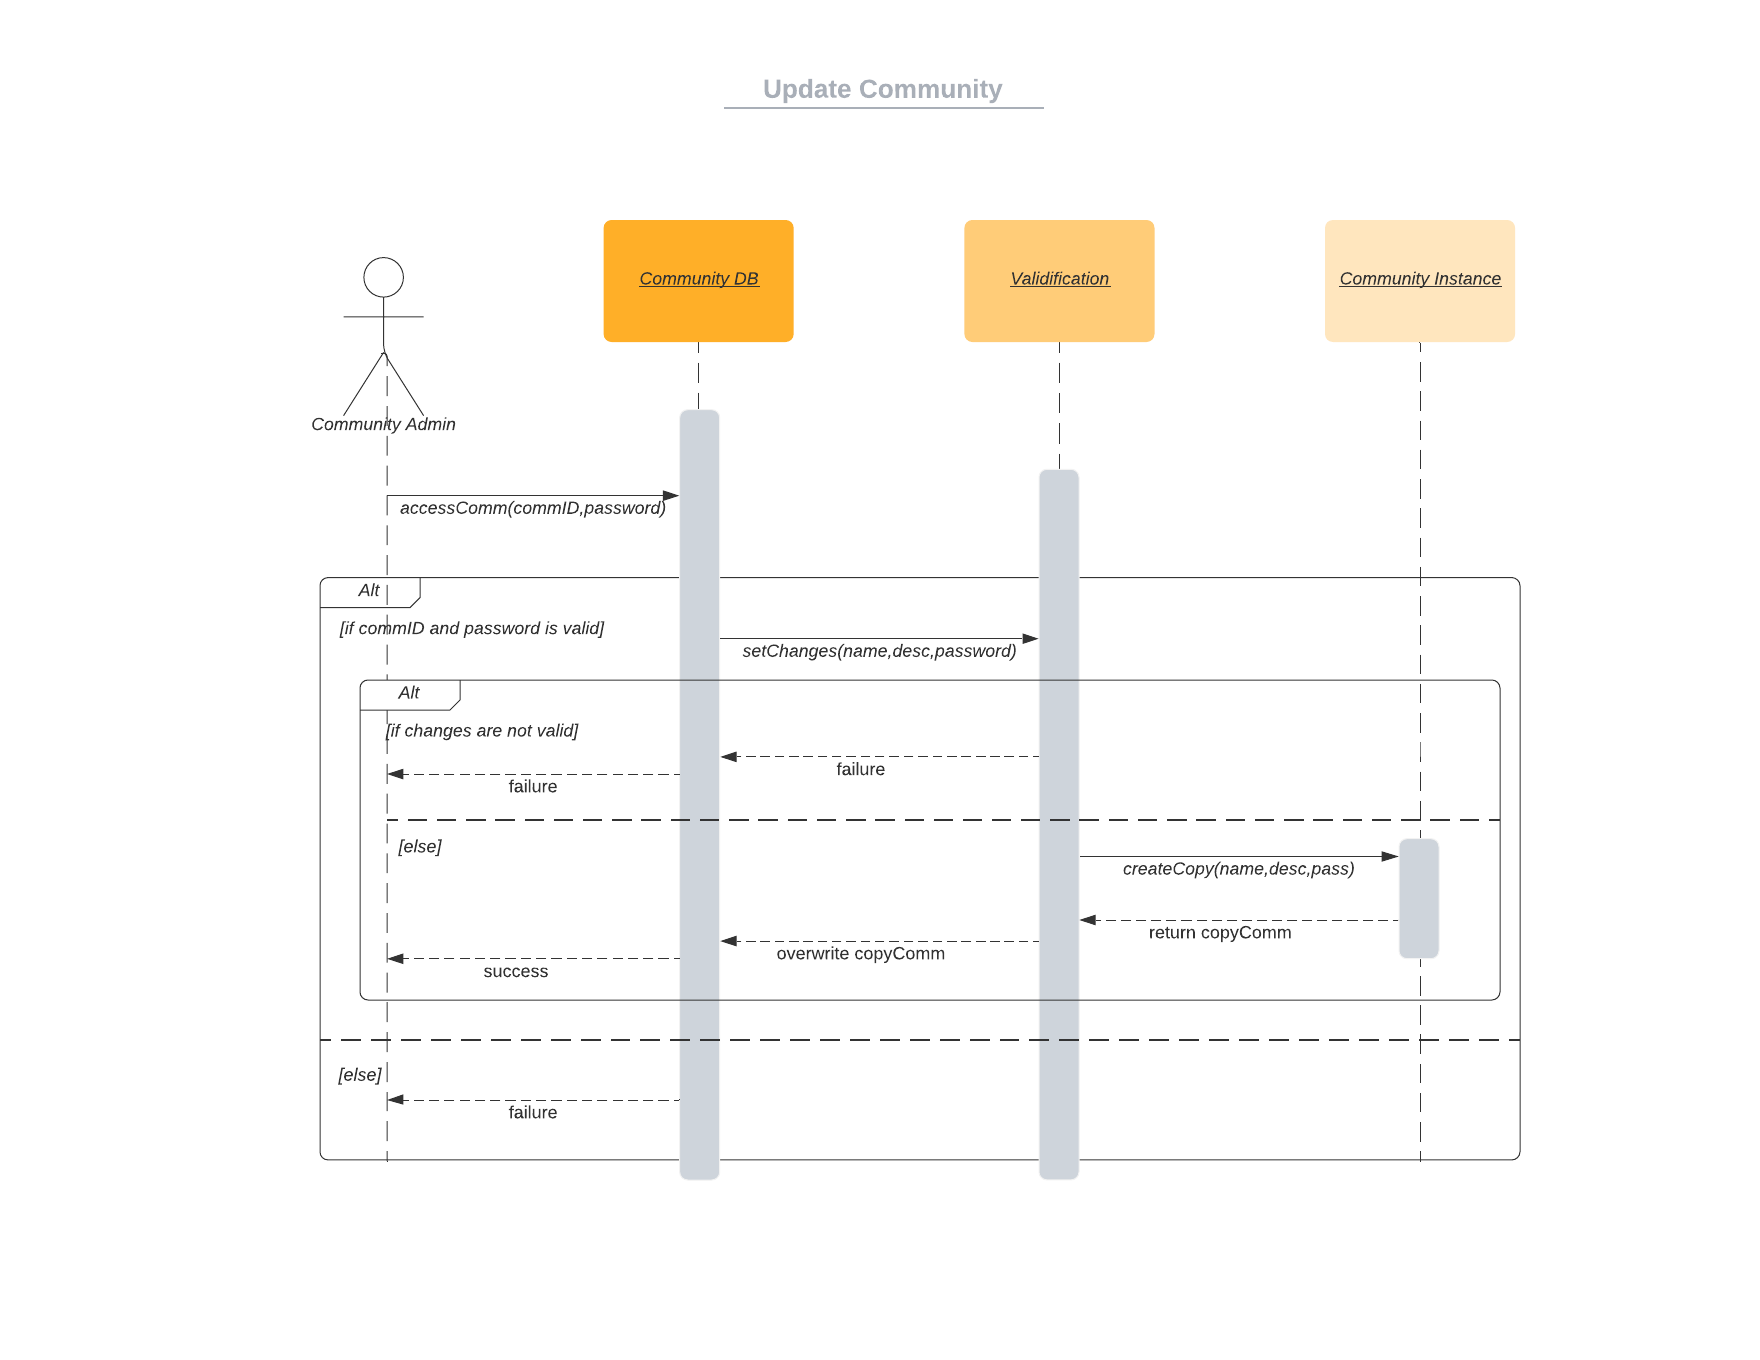 Update Community
Community DB
Validification
Community Instance
Community Admin
accessComm(commID,password)
Alt
[if commID and password is valid]
setChanges(name,desc,password)
Alt
[if changes are not valid]
failure
failure
[else]
createCopy(name,desc,pass)
return copyComm
overwrite copyComm
success
[else]
failure